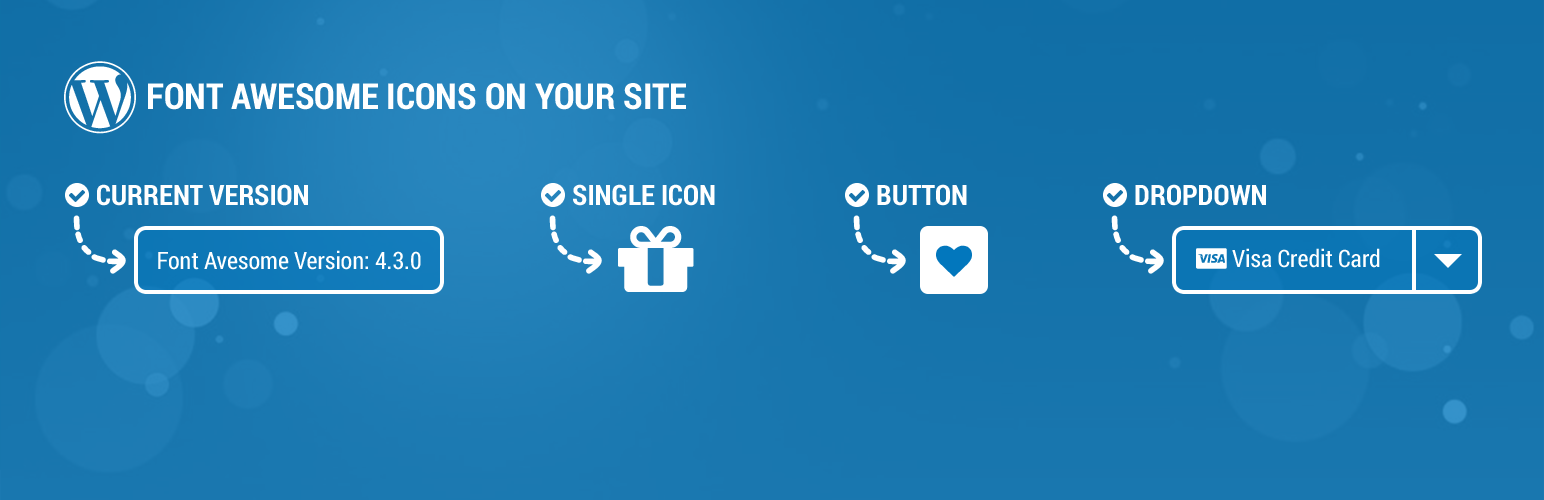 FONT AWESOME ICONS ON YOUR SITE
CURRENT VERSION
Font Avesome Version: 4.3.0
SINGLE ICON
BUTTON
DROPDOWN
VISA Visa Credit Card